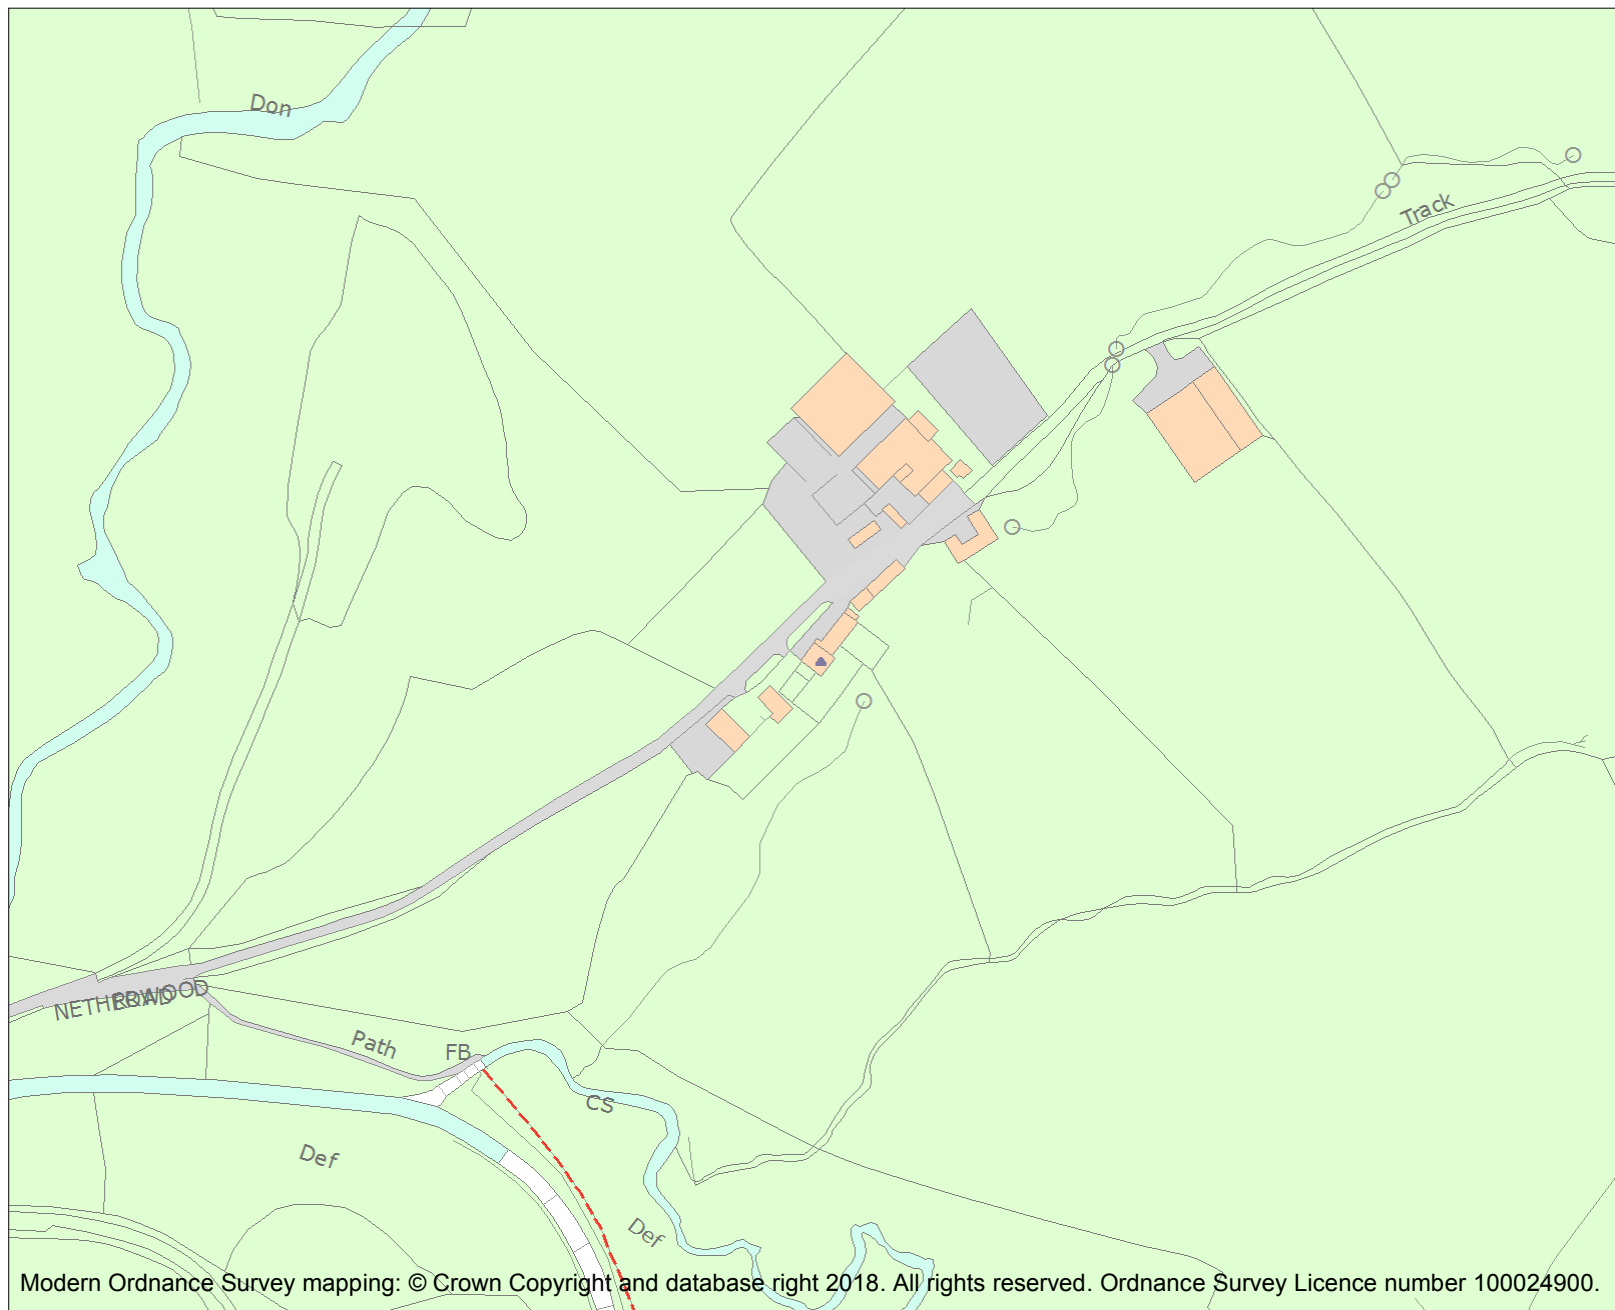 Don
Track
NETHERWOOD
ROAD
Path
FB
CS
Def
Def
Modern Ordnance Survey mapping: © Crown Copyright and database right 2018. All rights reserved. Ordnance Survey Licence number 100024900.